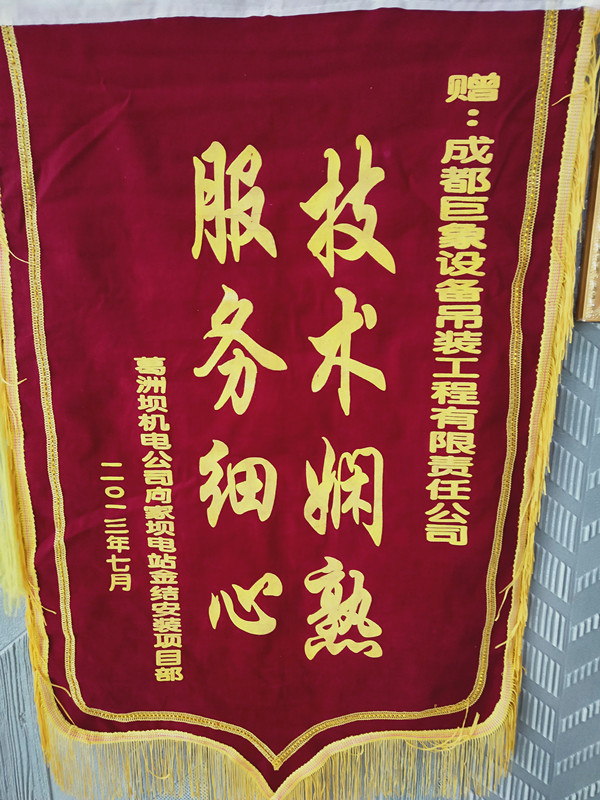 赠：成都巨象设备吊装工程有限责任公司
技术娴熟
服务细心
葛洲坝机电公司向家坝电站金结安装项目部
二〇一三年七月